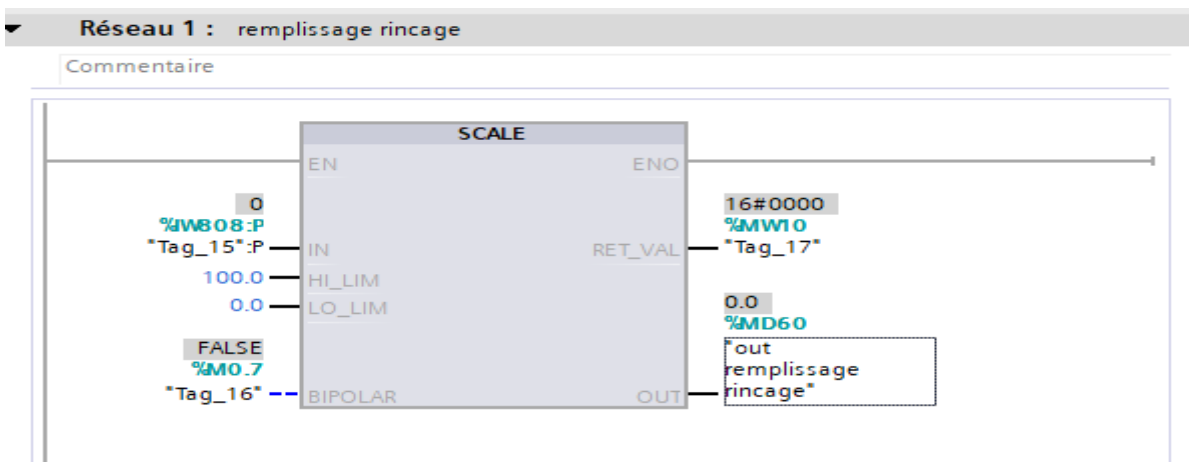 Réseau 1 : remplissage rincage
Commentaire
SCALE
EN ENO
0 16#0000
%IW808:P %MW10
"Tag_15":P IN RET_VAL "Tag_17"
100.0 HI_LIM
0.0 LO_LIM 0.0
%MD60
FALSE "out
%M0.7 remplissage
"Tag_16" BIPOLAR OUT rincage"